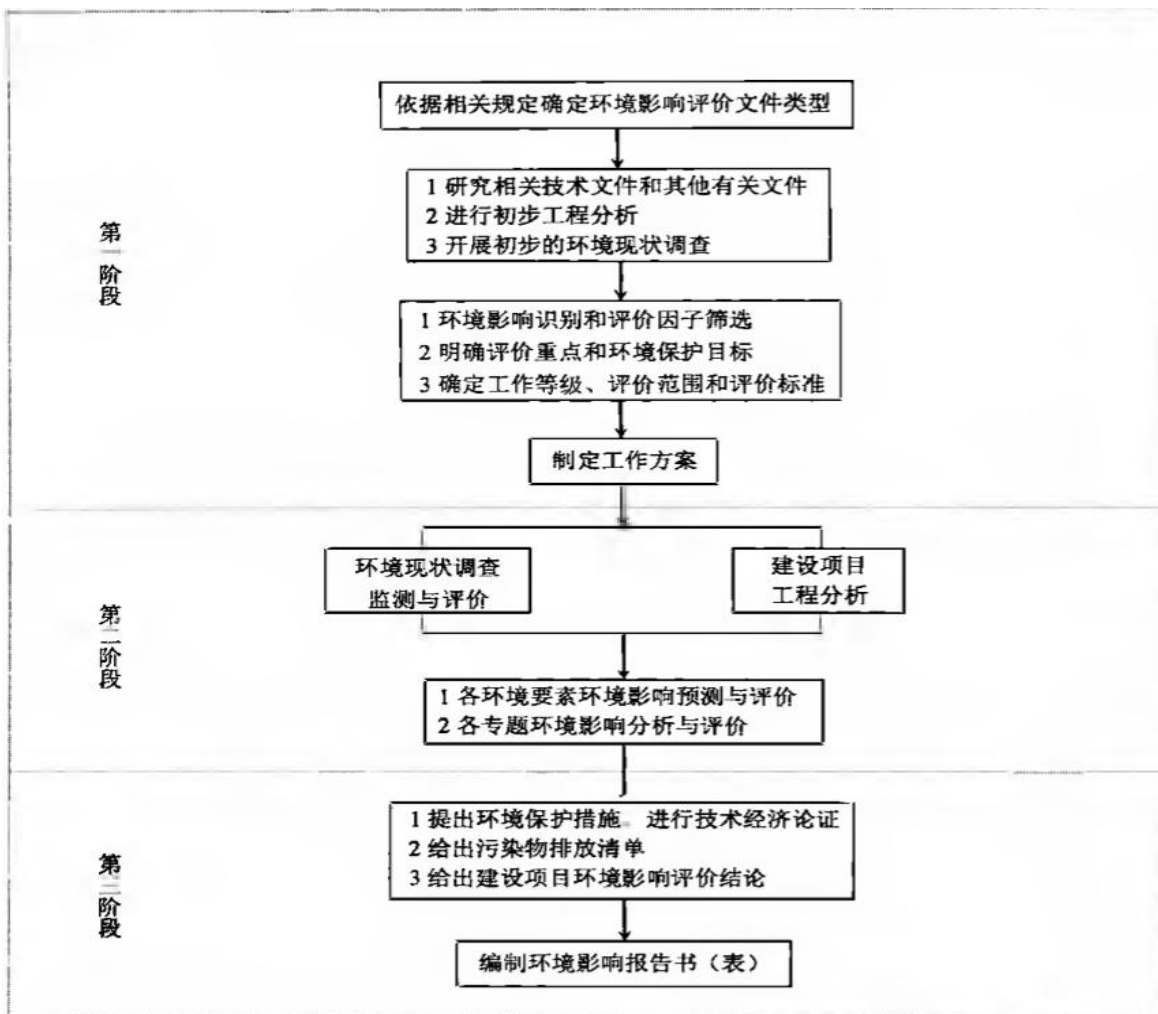 依据相关规定确定环境影响评价文件类型
1 研究相关技术文件和其他有关文件
2 进行初步工程分析
3 开展初步的环境现状调查
第一阶段
1 环境影响识别和评价因子筛选
2 明确评价重点和环境保护目标
3 确定工作等级、评价范围和评价标准
制定工作方案
环境现状调查
监测与评价
建设项目
工程分析
第二阶段
1 各环境要素环境影响预测与评价
2 各专题环境影响分析与评价
1 提出环境保护措施、进行技术经济论证
2 给出污染物排放清单
3 给出建设项目环境影响评价结论
第三阶段
编制环境影响报告书（表）